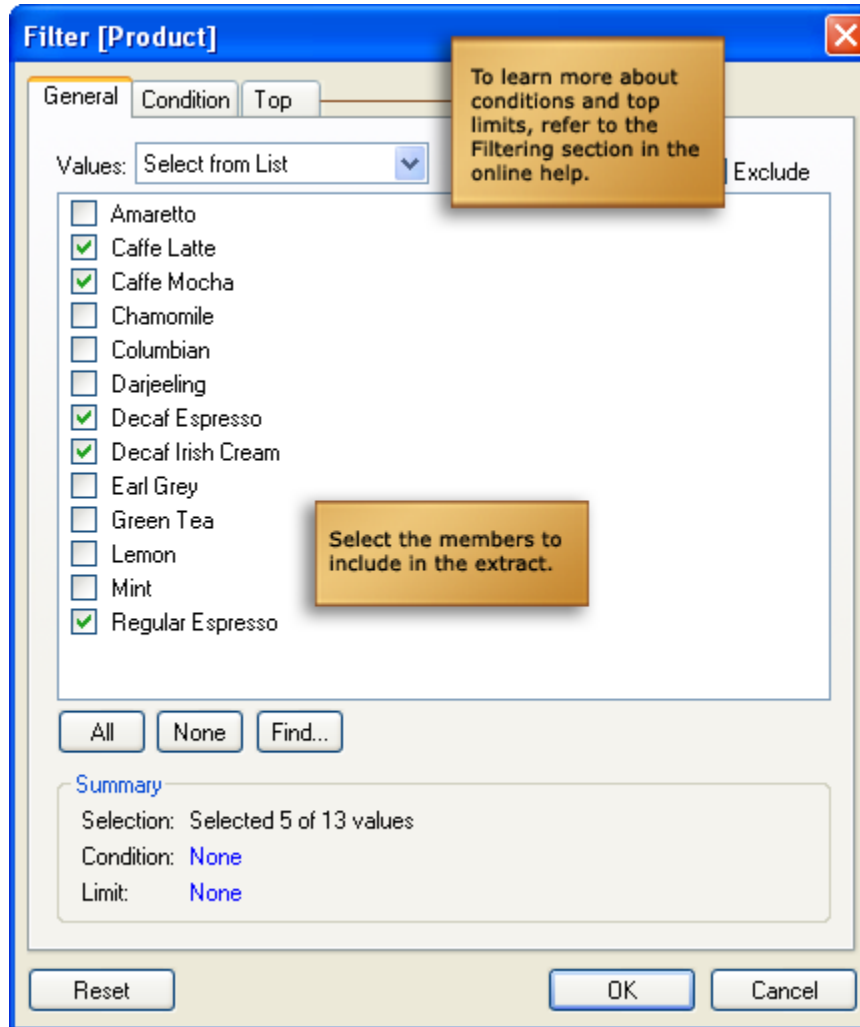 Filter [Product]
General Condition Top
To learn more about
conditions and top
limits, refer to the
Filtering section in the
online help.
Values: Select from List
Exclude
Amaretto
Caffe Latte
Caffe Mocha
Chamomile
Columbian
Darjeeling
Decaf Espresso
Decaf Irish Cream
Earl Grey
Green Tea
Lemon
Mint
Regular Espresso
Select the members to
include in the extract.
All None Find...
Summary
Selection: Selected 5 of 13 values
Condition: None
Limit: None
Reset OK Cancel